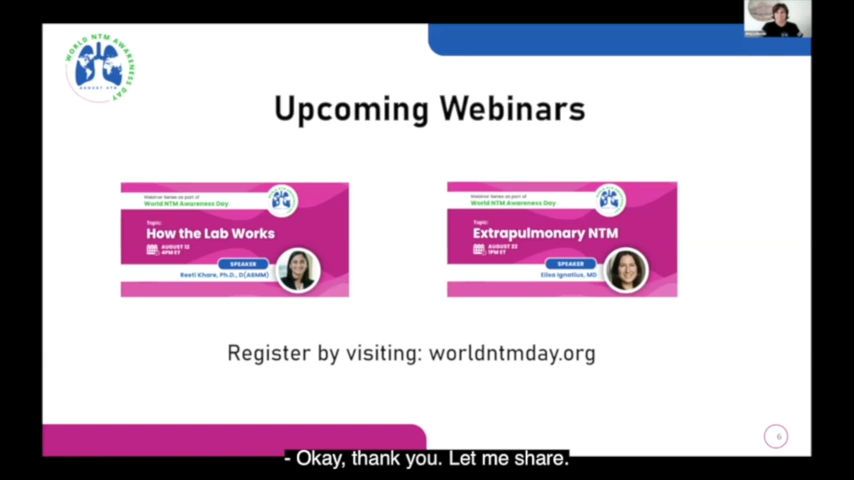 WORLD NTM AWARENESS DAY
AUGUST 4TH
Upcoming Webinars
Webinar Series as part of
World NTM Awareness Day
Topic:
How the Lab Works
AUGUST 12
4PM ET
SPEAKER
Reeti Khare, Ph.D., D(ABMM)
Webinar Series as part of
World NTM Awareness Day
Topic:
Extrapulmonary NTM
AUGUST 22
1PM ET
SPEAKER
Elisa Ignatius, MD
Register by visiting: worldntmday.org
6
- Okay, thank you. Let me share.